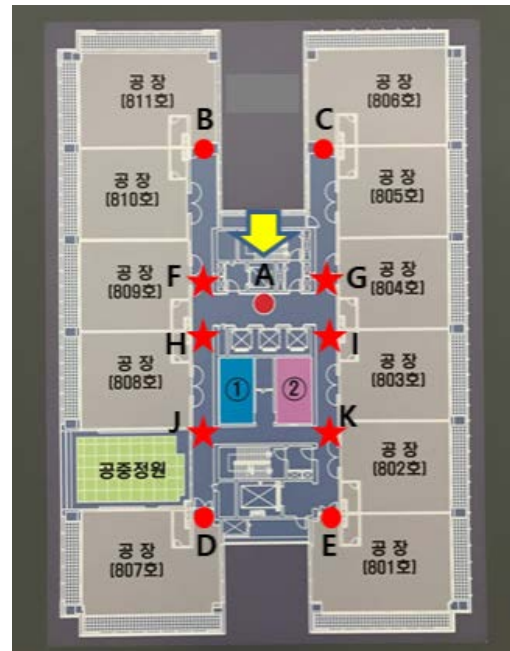 공 장
(811호)
공 장
(806호)
B
C
공 장
(810호)
공 장
(805호)
A
F
공 장
(809호)
G
공 장
(804호)
H
I
공 장
(808호)
①
②
공 장
(803호)
J
K
공중정원
공 장
(802호)
D
E
공 장
(807호)
공 장
(801호)